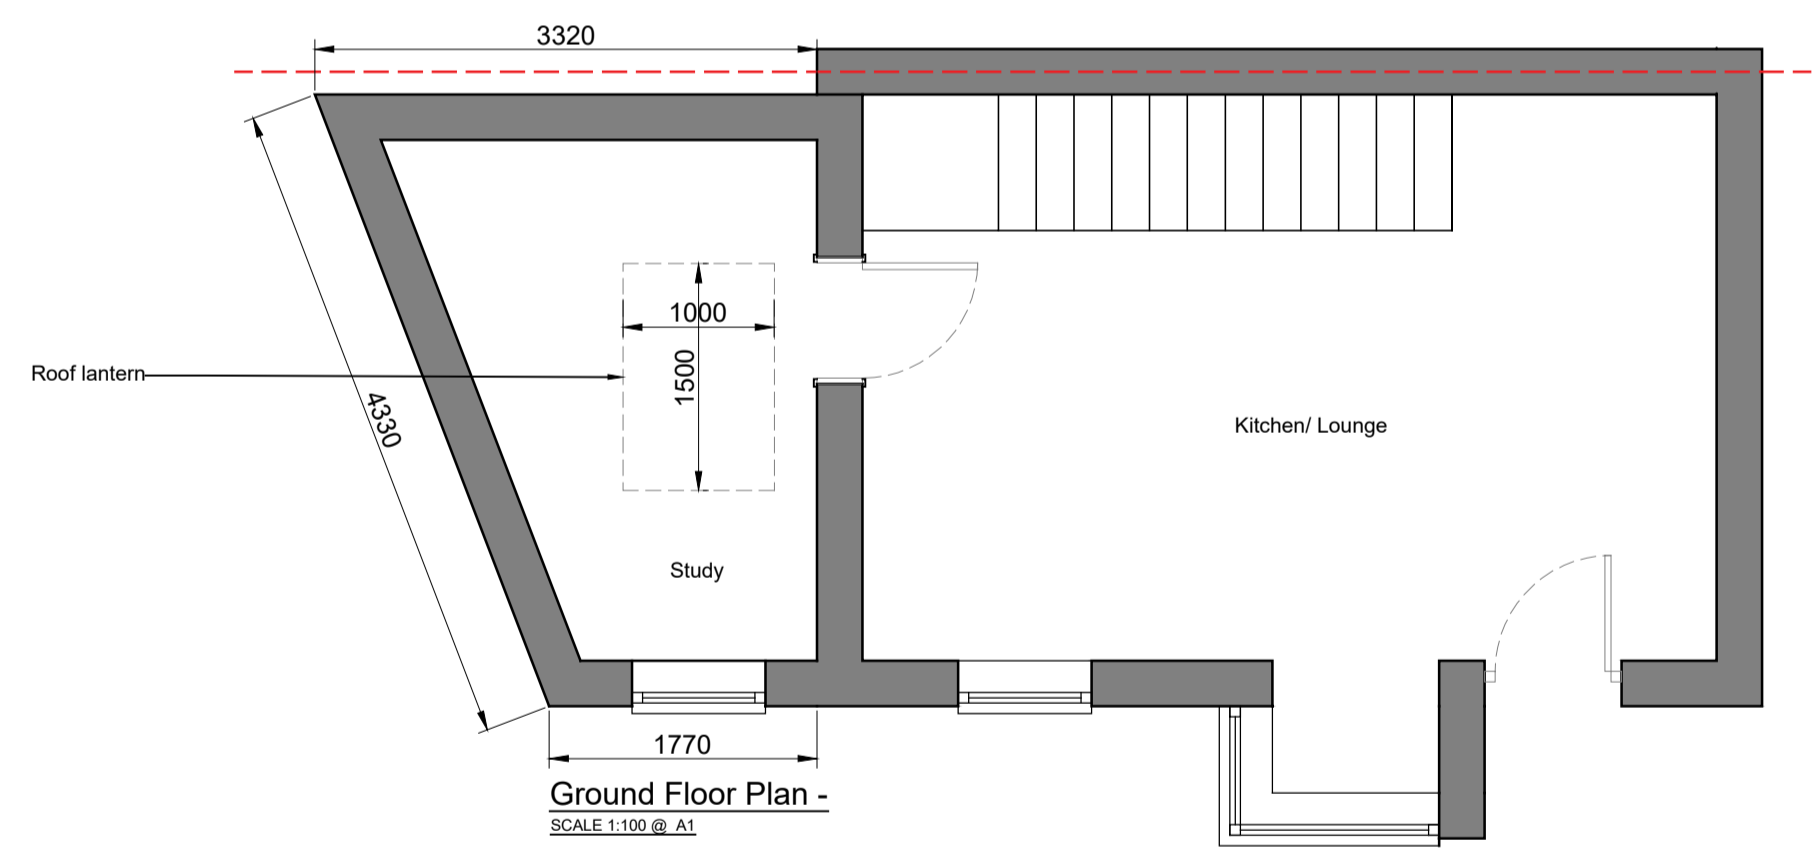 3320
1000
1500
Roof lantern
4330
Kitchen/ Lounge
Study
1770
Ground Floor Plan -
SCALE 1:100 @ A1